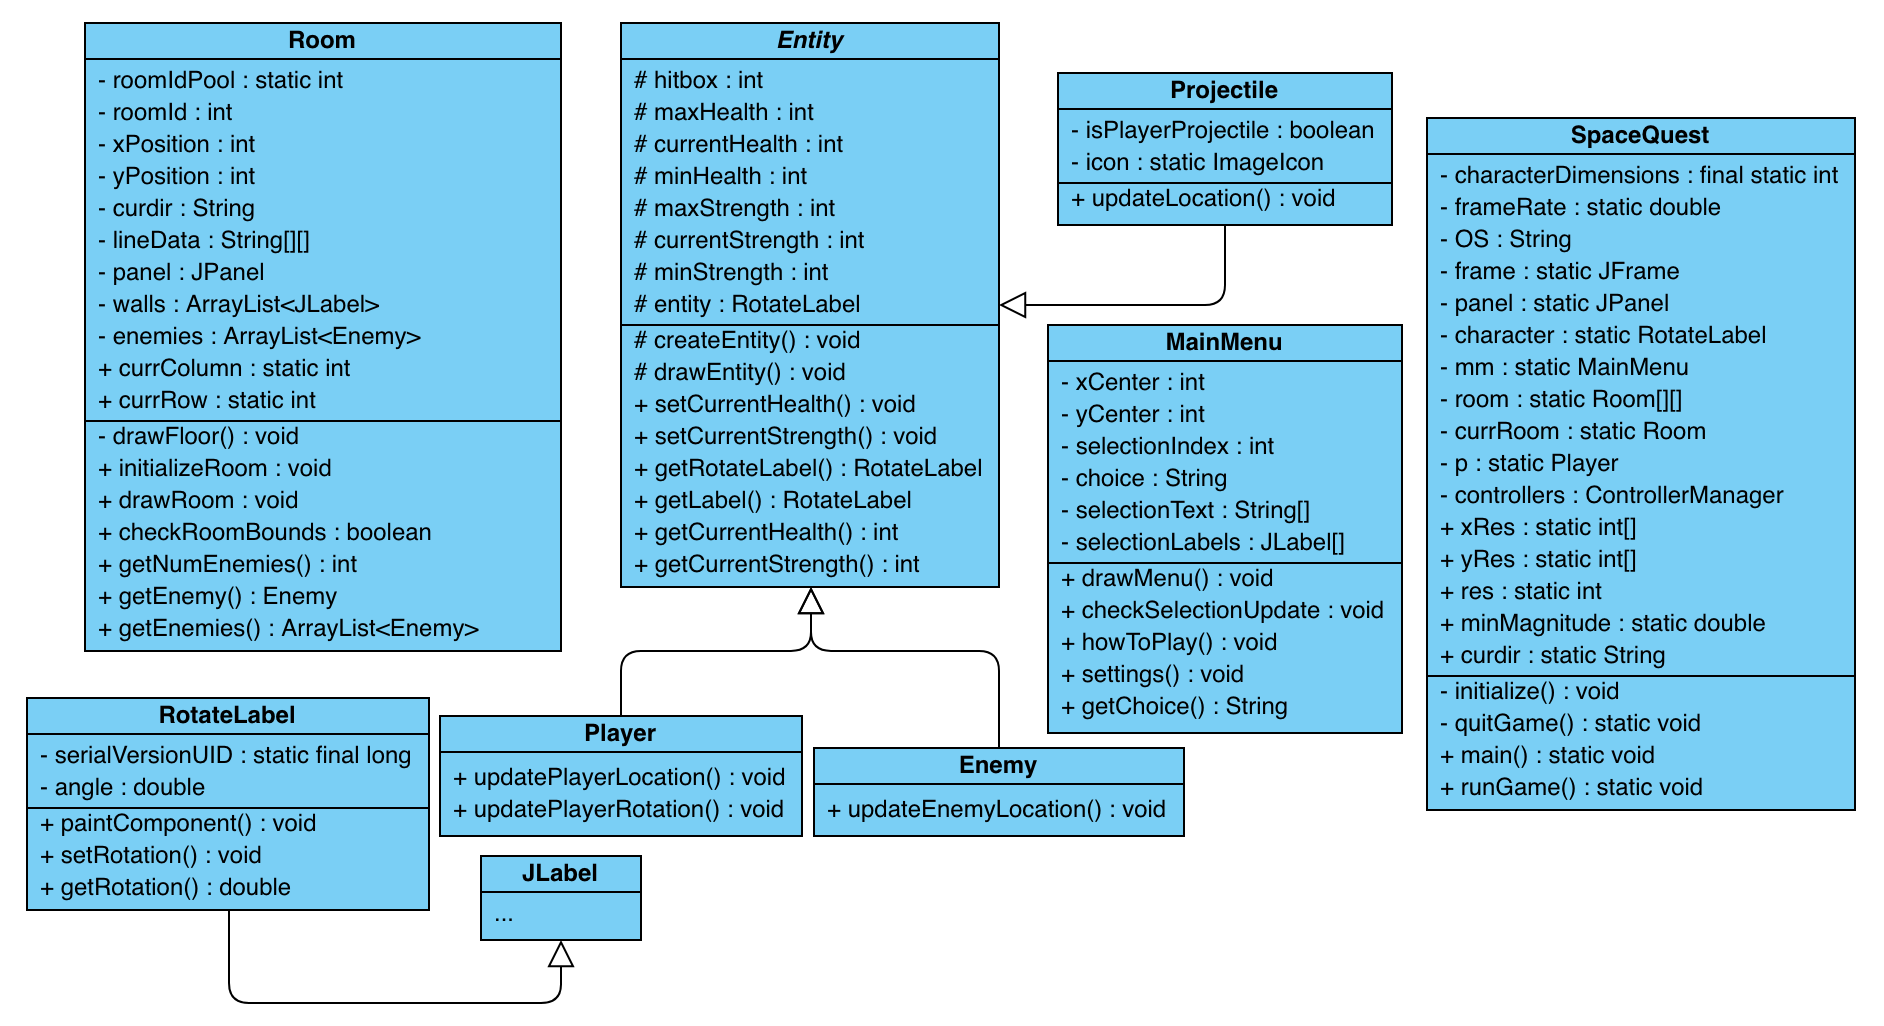 Room
- roomIdPool : static int
- roomId : int
- xPosition : int
- yPosition : int
- curdir : String
- lineData : String[][]
- panel : JPanel
- walls : ArrayList<JLabel>
- enemies : ArrayList<Enemy>
+ currColumn : static int
+ currRow : static int
- drawFloor() : void
+ initializeRoom : void
+ drawRoom : void
+ checkRoomBounds : boolean
+ getNumEnemies() : int
+ getEnemy() : Enemy
+ getEnemies() : ArrayList<Enemy>
Entity
# hitbox : int
# maxHealth : int
# currentHealth : int
# minHealth : int
# maxStrength : int
# currentStrength : int
# minStrength : int
# entity : RotateLabel
# createEntity() : void
# drawEntity() : void
+ setCurrentHealth() : void
+ setCurrentStrength() : void
+ getRotateLabel() : RotateLabel
+ getLabel() : RotateLabel
+ getCurrentHealth() : int
+ getCurrentStrength() : int
Projectile
- isPlayerProjectile : boolean
- icon : static ImageIcon
+ updateLocation() : void
MainMenu
- xCenter : int
- yCenter : int
- selectionIndex : int
- choice : String
- selectionText : String[]
- selectionLabels : JLabel[]
+ drawMenu() : void
+ checkSelectionUpdate : void
+ howToPlay() : void
+ settings() : void
+ getChoice() : String
SpaceQuest
- characterDimensions : final static int
- frameRate : static double
- OS : String
- frame : static JFrame
- panel : static JPanel
- character : static RotateLabel
- mm : static MainMenu
- room : static Room[][]
- currRoom : static Room
- p : static Player
- controllers : ControllerManager
+ xRes : static int[]
+ yRes : static int[]
+ res : static int
+ minMagnitude : static double
+ curdir : static String
- initialize() : void
- quitGame() : static void
+ main() : static void
+ runGame() : static void
RotateLabel
- serialVersionUID : static final long
- angle : double
+ paintComponent() : void
+ setRotation() : void
+ getRotation() : double
Player
+ updatePlayerLocation() : void
+ updatePlayerRotation() : void
Enemy
+ updateEnemyLocation() : void
JLabel
...